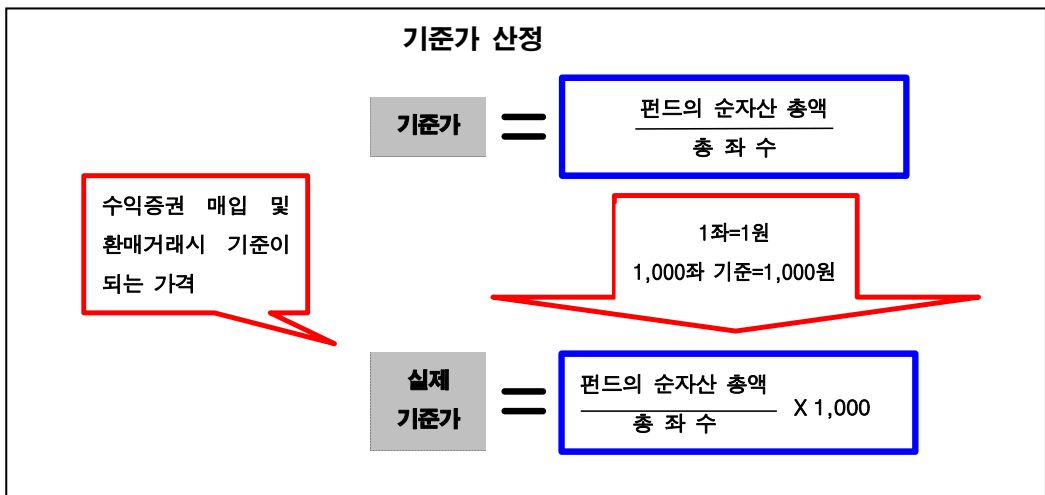 기준가 산정
기준가
=
펀드의 순자산 총액
총 좌 수
수익증권 매입 및
환매거래시 기준이
되는 가격
1좌=1원
1,000좌 기준=1,000원
실제
기준가
=
펀드의 순자산 총액
총 좌 수
X 1,000